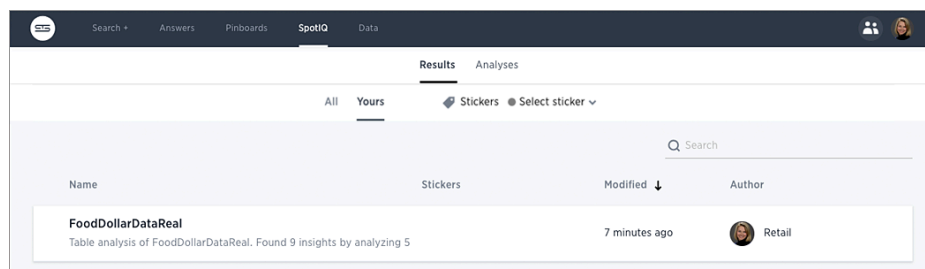 Search + Answers Pinboards SpotIQ Data
Results Analyses
All Yours Stickers Select sticker
Search
Name Stickers Modified Author
FoodDollarDataReal
Table analysis of FoodDollarDataReal. Found 9 insights by analyzing 5
7 minutes ago Retail